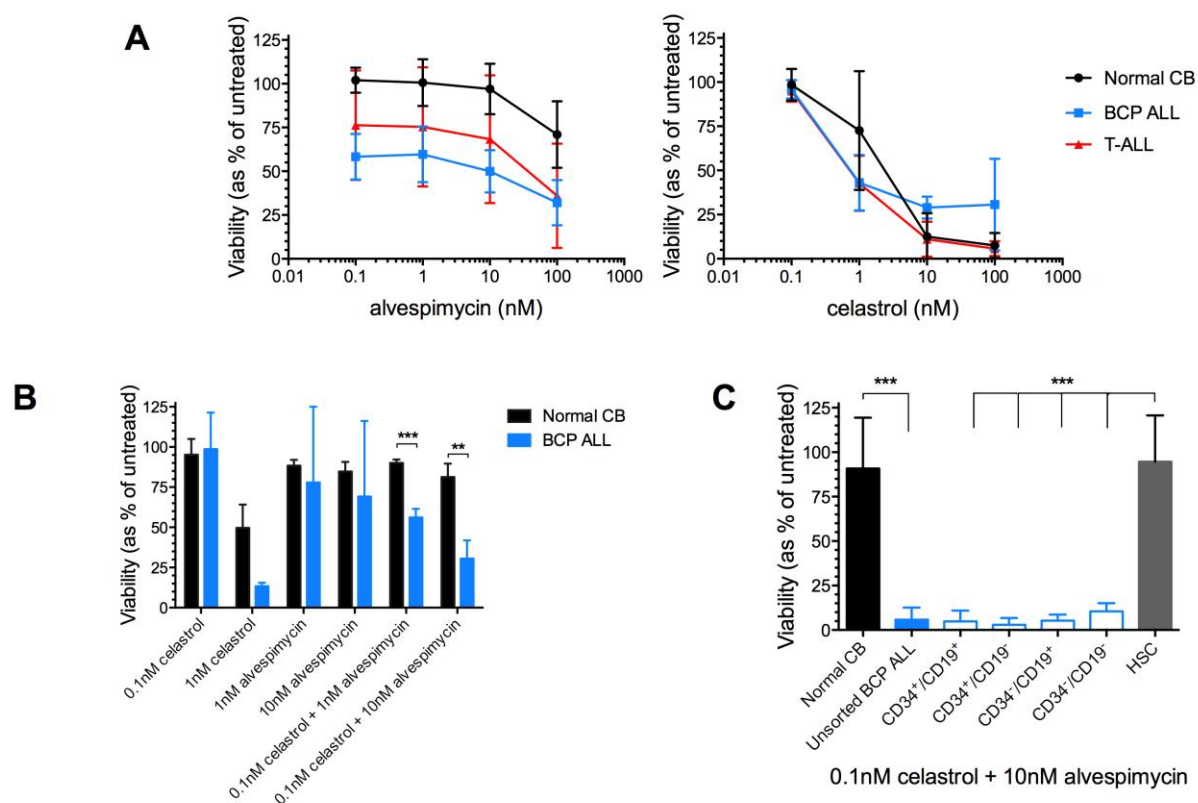 A
Viability (as % of untreated)
125
100
75
50
25
0
0.01
0.1
1
10
100
1000
alvespimycin (nM)
Viability (as % of untreated)
125
100
75
50
25
0
0.01
0.1
1
10
100
1000
celastrol (nM)
Normal CB
BCP ALL
T-ALL
B
Viability (as % of untreated)
125
100
75
50
25
0
***
**
Normal CB
BCP ALL
0.1nM celastrol
1nM celastrol
1nM alvespimycin
10nM alvespimycin
0.1nM celastrol + 1nM alvespimycin
0.1nM celastrol + 10nM alvespimycin
C
Viability (as % of untreated)
125
100
75
50
25
0
***
***
Normal CB
Unsorted BCP ALL
CD34+/CD19+
CD34+/CD19-
CD34-/CD19+
CD34-/CD19-
HSC
0.1nM celastrol + 10nM alvespimycin